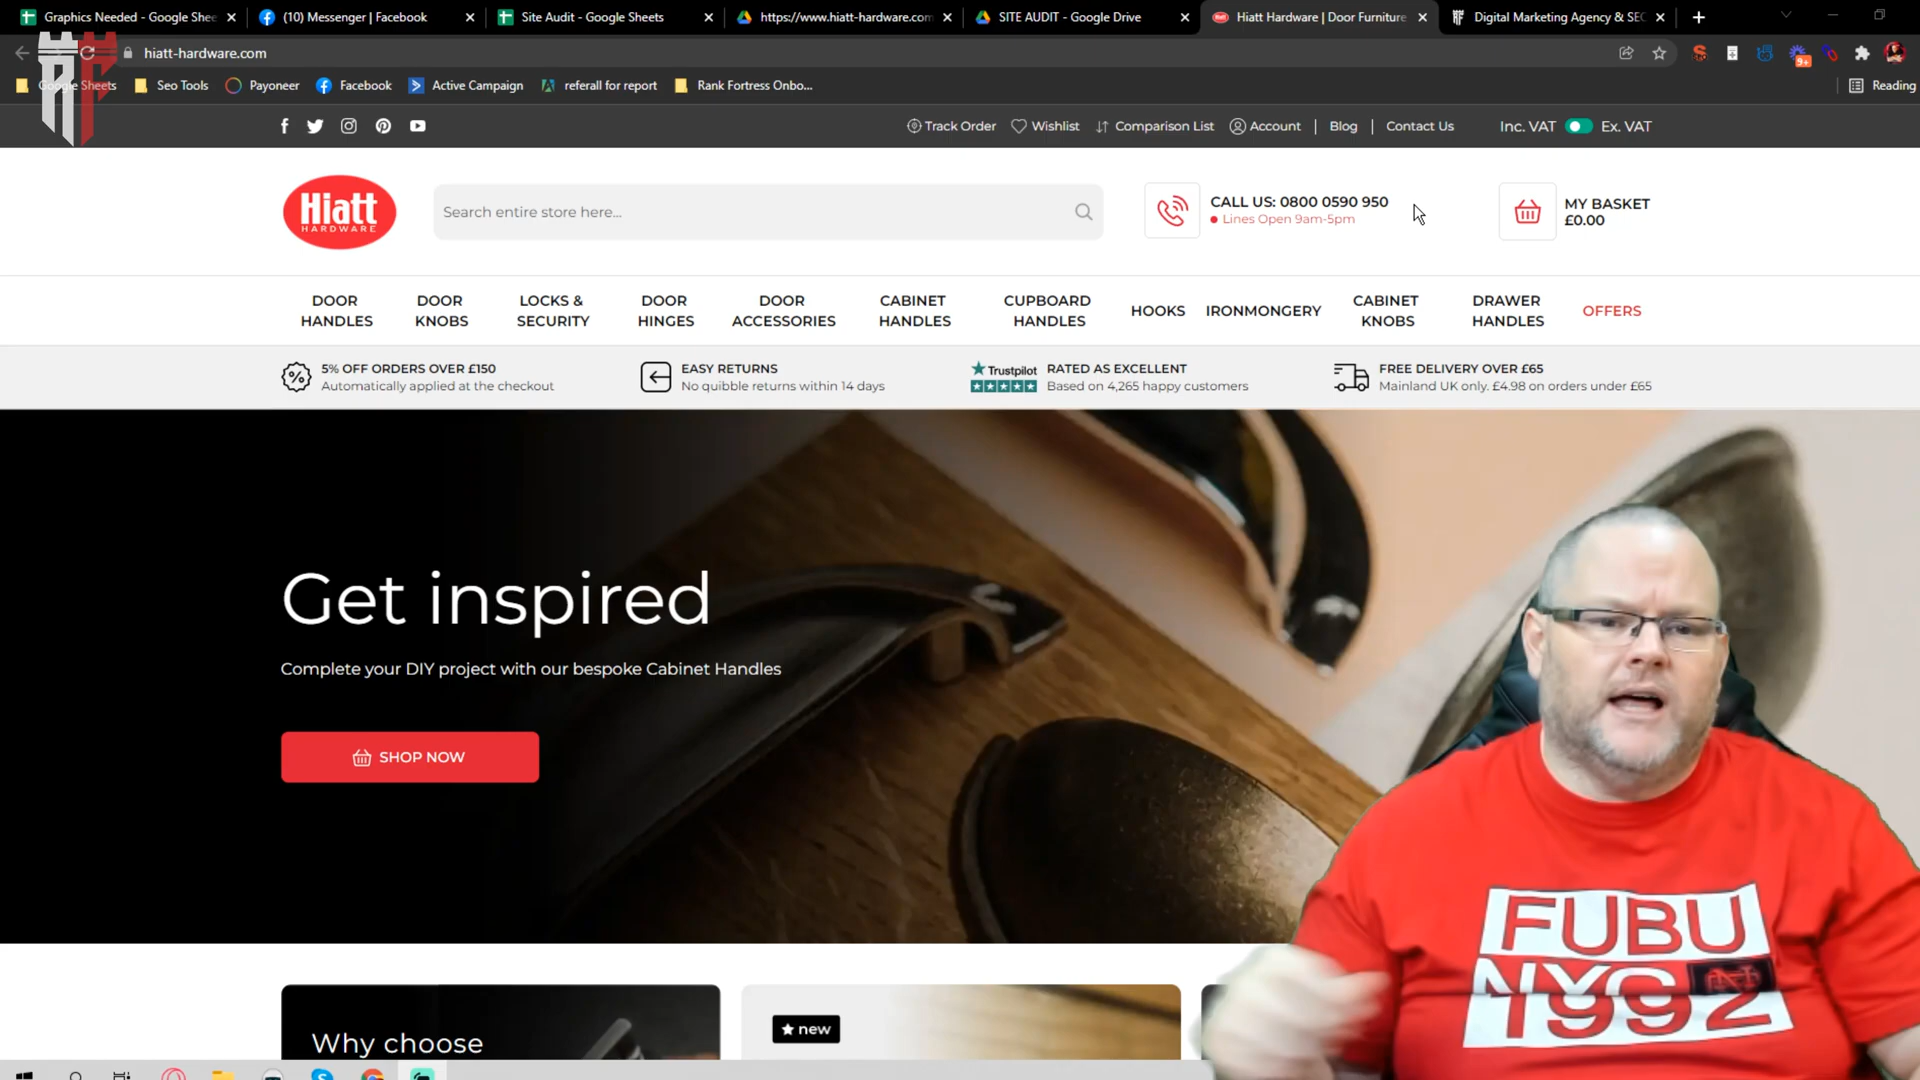 Graphics Needed - Google Shee
(10) Messenger | Facebook
Site Audit - Google Sheets
https://www.hiatt-hardware.com
SITE AUDIT - Google Drive
Hiatt Hardware | Door Furniture
Digital Marketing Agency & SEO
hiatt-hardware.com
9+
Google Sheets
Seo Tools
Payoneer
Facebook
Active Campaign
referall for report
Rank Fortress Onbo...
Reading
RF
Track Order
Wishlist
Comparison List
Account
Blog
Contact Us
Inc. VAT
Ex. VAT
Hiatt
HARDWARE
Search entire store here...
CALL US: 0800 0590 950
Lines Open 9am-5pm
MY BASKET
£0.00
DOOR
HANDLES
DOOR
KNOBS
LOCKS &
SECURITY
DOOR
HINGES
DOOR
ACCESSORIES
CABINET
HANDLES
CUPBOARD
HANDLES
HOOKS
IRONMONGERY
CABINET
KNOBS
DRAWER
HANDLES
OFFERS
5% OFF ORDERS OVER £150
Automatically applied at the checkout
EASY RETURNS
No quibble returns within 14 days
Trustpilot
RATED AS EXCELLENT
Based on 4,265 happy customers
FREE DELIVERY OVER £65
Mainland UK only. £4.98 on orders under £65
Get inspired
Complete your DIY project with our bespoke Cabinet Handles
SHOP NOW
FUBU
NYC
1992
Why choose
new